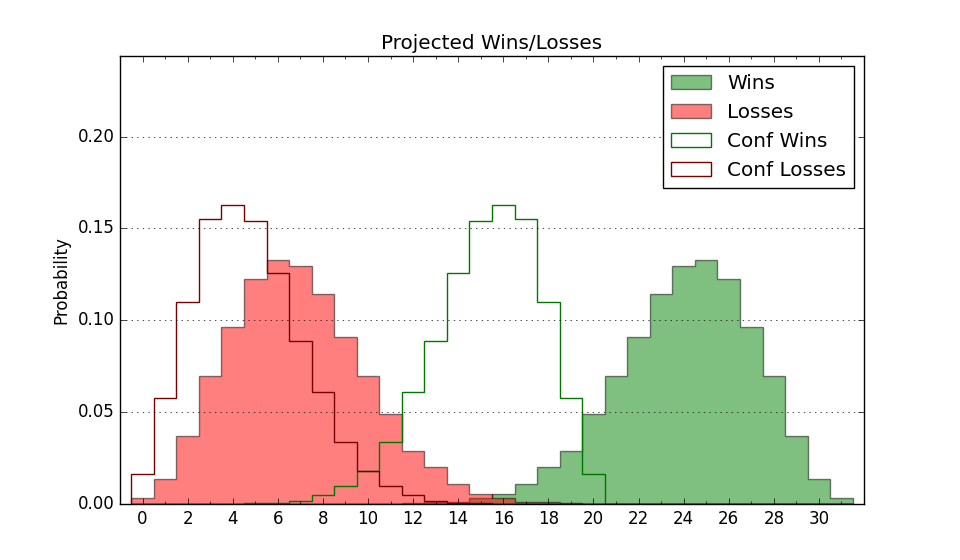 Projected Wins/Losses
Wins
Losses
Conf Wins
Conf Losses
Probability
0.20
0.15
0.10
0.05
0.00
0 2 4 6 8 10 12 14 16 18 20 22 24 26 28 30